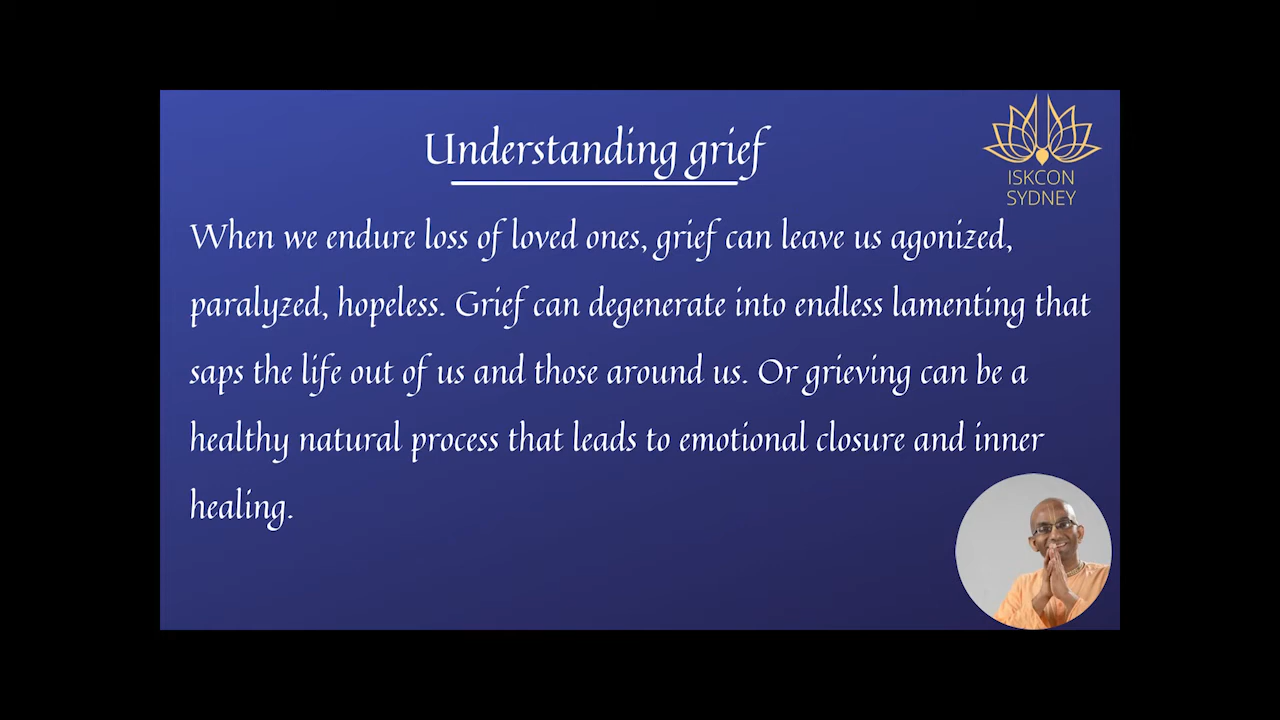 Understanding grief
ISKCON
SYDNEY
When we endure loss of loved ones, grief can leave us agonized,
paralyzed, hopeless. Grief can degenerate into endless lamenting that
saps the life out of us and those around us. Or grieving can be a
healthy natural process that leads to emotional closure and inner
healing.